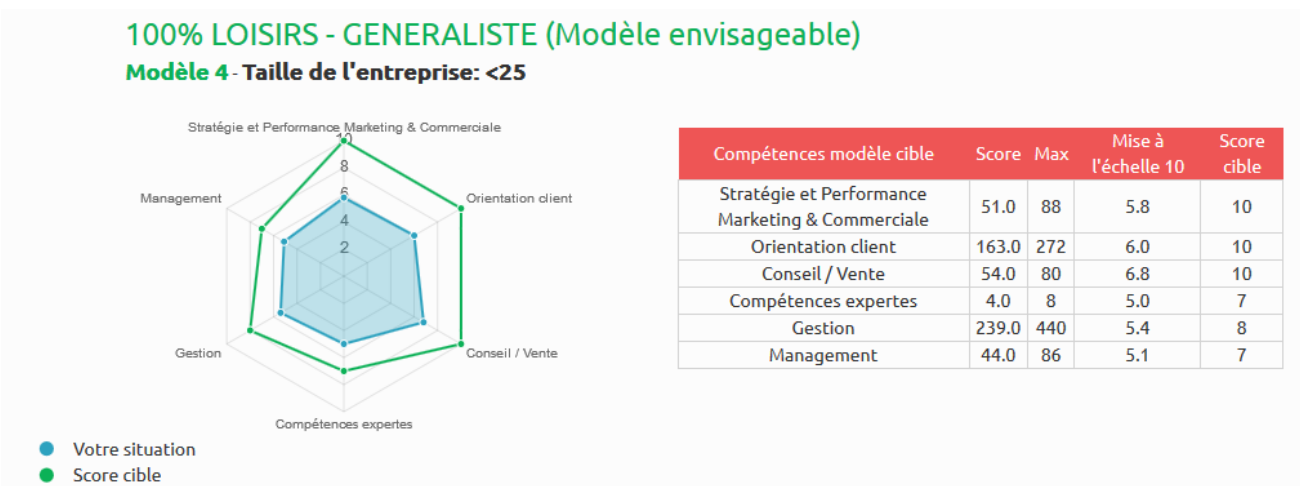 100% LOISIRS - GENERALISTE (Modèle envisageable)
Modèle 4 - Taille de l'entreprise: <25
Stratégie et Performance Marketing & Commerciale
10
8
6
4
2
Management
Orientation client
Gestion
Conseil / Vente
Compétences expertes
Votre situation
Score cible
Compétences modèle cible Score Max Mise à l'échelle 10 Score cible
Stratégie et Performance Marketing & Commerciale 51.0 88 5.8 10
Orientation client 163.0 272 6.0 10
Conseil / Vente 54.0 80 6.8 10
Compétences expertes 4.0 8 5.0 7
Gestion 239.0 440 5.4 8
Management 44.0 86 5.1 7